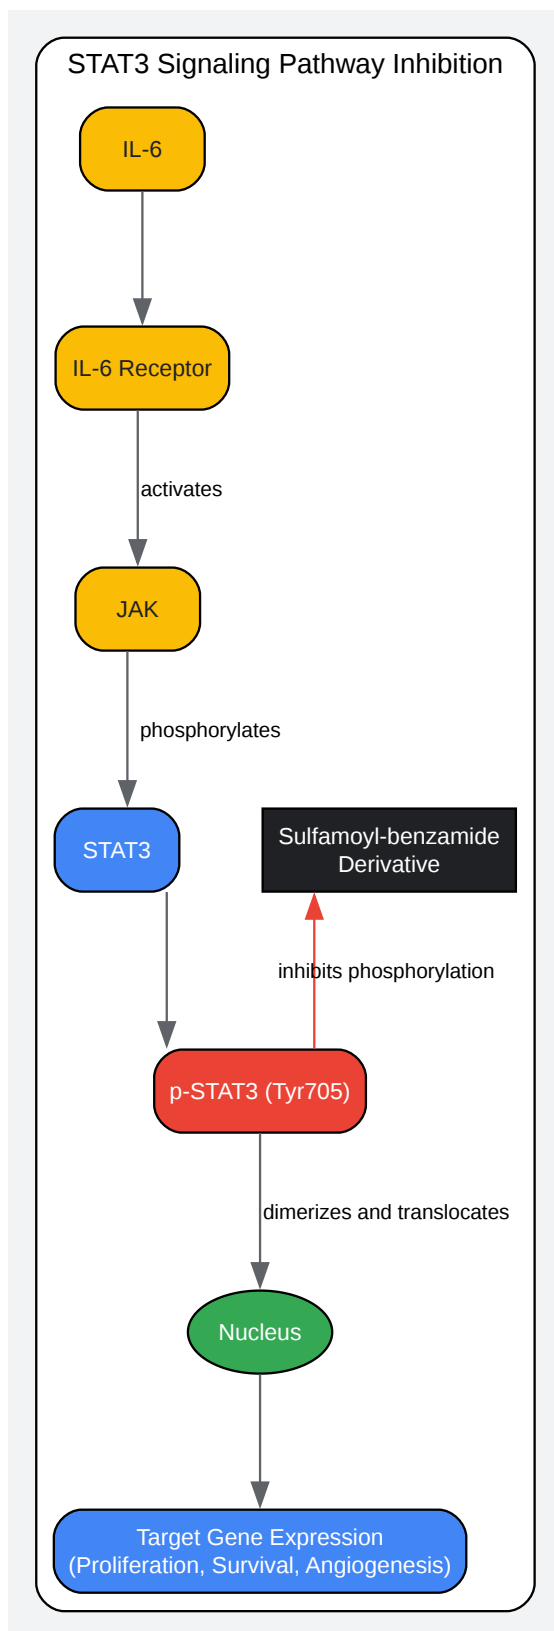 STAT3 Signaling Pathway Inhibition
IL-6
IL-6 Receptor
activates
JAK
phosphorylates
STAT3
Sulfamoyl-benzamide
Derivative
inhibits phosphorylation
p-STAT3 (Tyr705)
dimerizes and translocates
Nucleus
Target Gene Expression
(Proliferation, Survival, Angiogenesis)